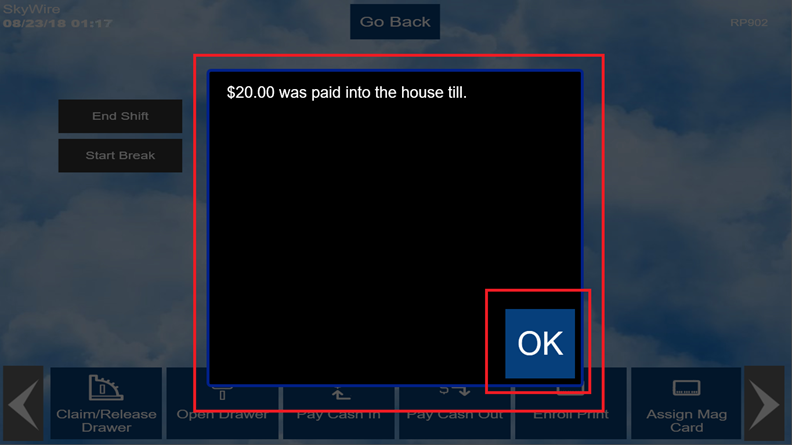 SkyWire
08/23/18 01:17
Go Back
RP902
$20.00 was paid into the house till.
End Shift
Start Break
OK
Claim/Release
Drawer
Open Drawer
Pay Cash In
Pay Cash Out
Enroll Print
Assign Mag
Card